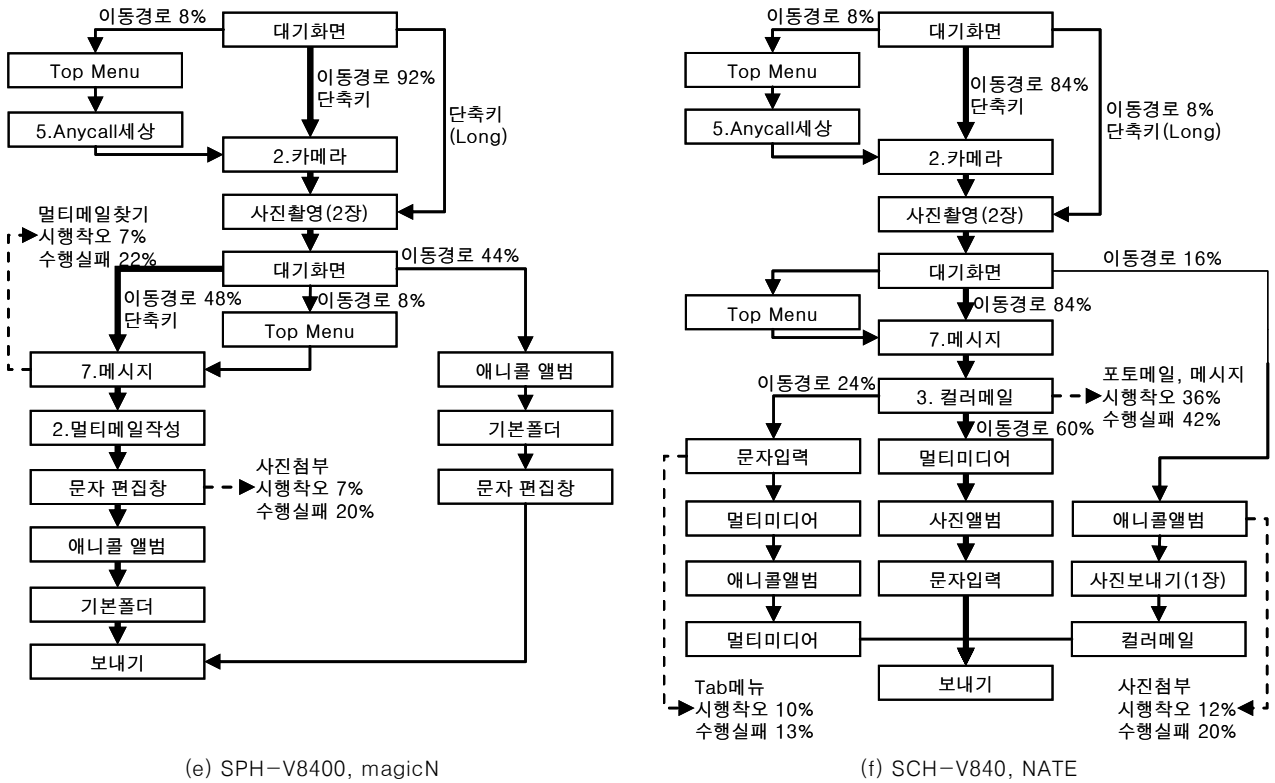 이동경로 8%
대기화면
Top Menu
이동경로 92%
단축키
단축키
(Long)
5.Anycall세상
2.카메라
사진촬영(2장)
멀티메일찾기
시행착오 7%
수행실패 22%
대기화면
이동경로 44%
이동경로 48%
단축키
이동경로 8%
Top Menu
7.메시지
애니콜 앨범
2.멀티메일작성
기본폴더
문자 편집창
사진첨부
시행착오 7%
수행실패 20%
문자 편집창
애니콜 앨범
기본폴더
보내기
(e) SPH-V8400, magicN
이동경로 8%
대기화면
Top Menu
이동경로 84%
단축키
이동경로 8%
단축키(Long)
5.Anycall세상
2.카메라
사진촬영(2장)
대기화면
이동경로 16%
Top Menu
이동경로 84%
7.메시지
이동경로 24%
3. 컬러메일
포토메일, 메시지
시행착오 36%
수행실패 42%
이동경로 60%
문자입력
멀티미디어
멀티미디어
사진앨범
애니콜앨범
애니콜앨범
문자입력
사진보내기(1장)
멀티미디어
컬러메일
보내기
Tab메뉴
시행착오 10%
수행실패 13%
사진첨부
시행착오 12%
수행실패 20%
(f) SCH-V840, NATE